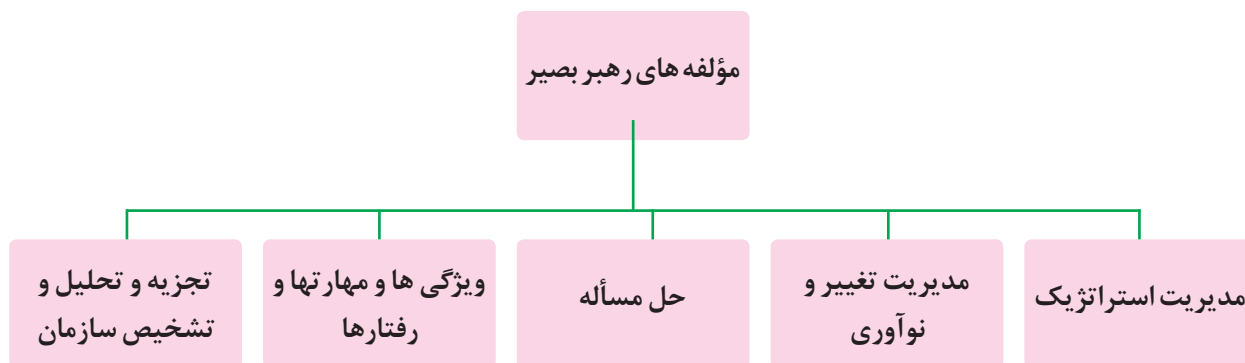 مؤلفه های رهبر بصیر
مدیریت استراتژیک
مدیریت تغییر و
نوآوری
حل مسأله
ویژگی ها و مهارتها و
رفتارها
تجزیه و تحلیل و
تشخیص سازمان